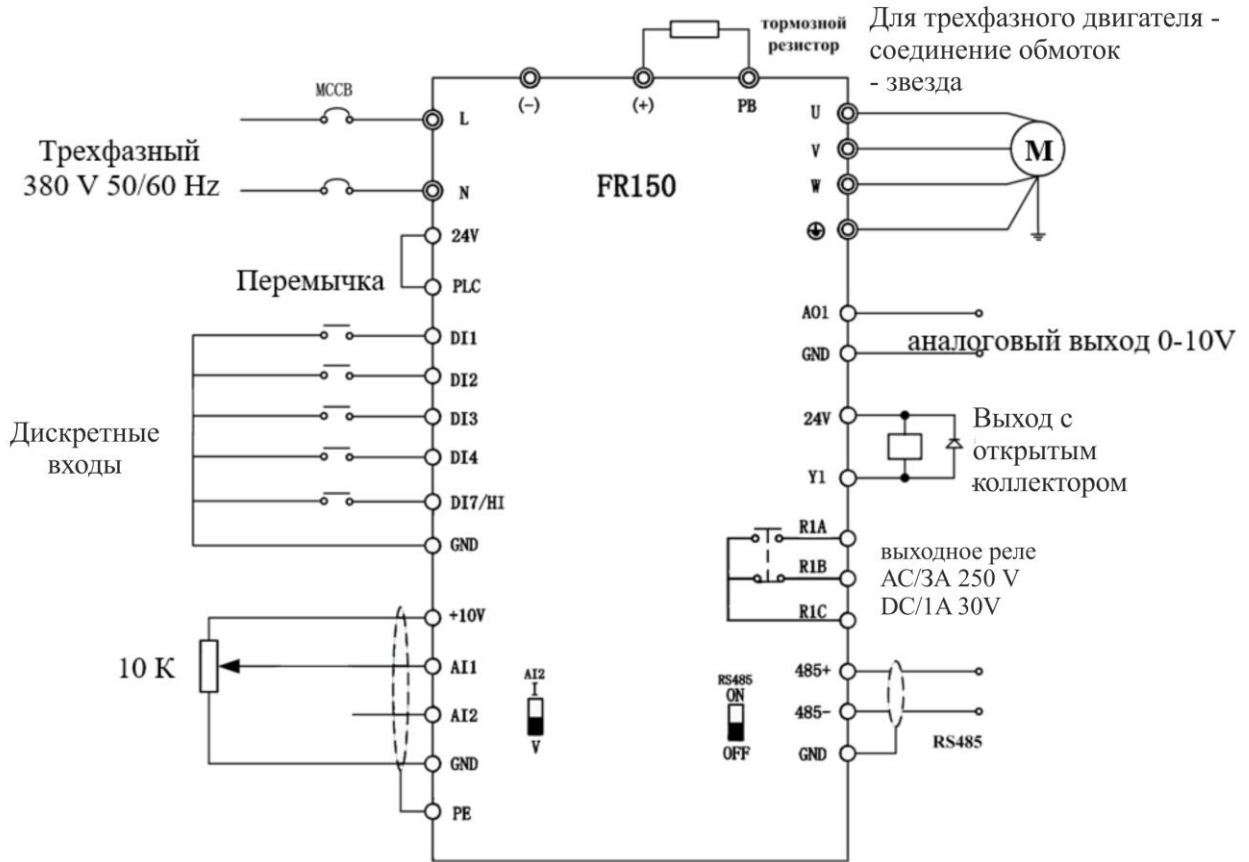 тормозной
резистор
Для трехфазного двигателя -
соединение обмоток
- звезда
(-)
(+)
PB
MCCB
L
Трехфазный
380 V 50/60 Hz
N
FR150
U
V
W
M
24V
Перемычка
PLC
DI1
DI2
DI3
DI4
DI7/HI
GND
Дискретные
входы
AO1
GND
аналоговый выход 0-10V
24V
Y1
Выход с
открытым
коллектором
R1A
R1B
R1C
выходное реле
AC/3A 250 V
DC/1A 30V
+10V
10 К
AI1
AI2
GND
PE
AI2
I
V
RS485
ON
OFF
485+
485-
GND
RS485